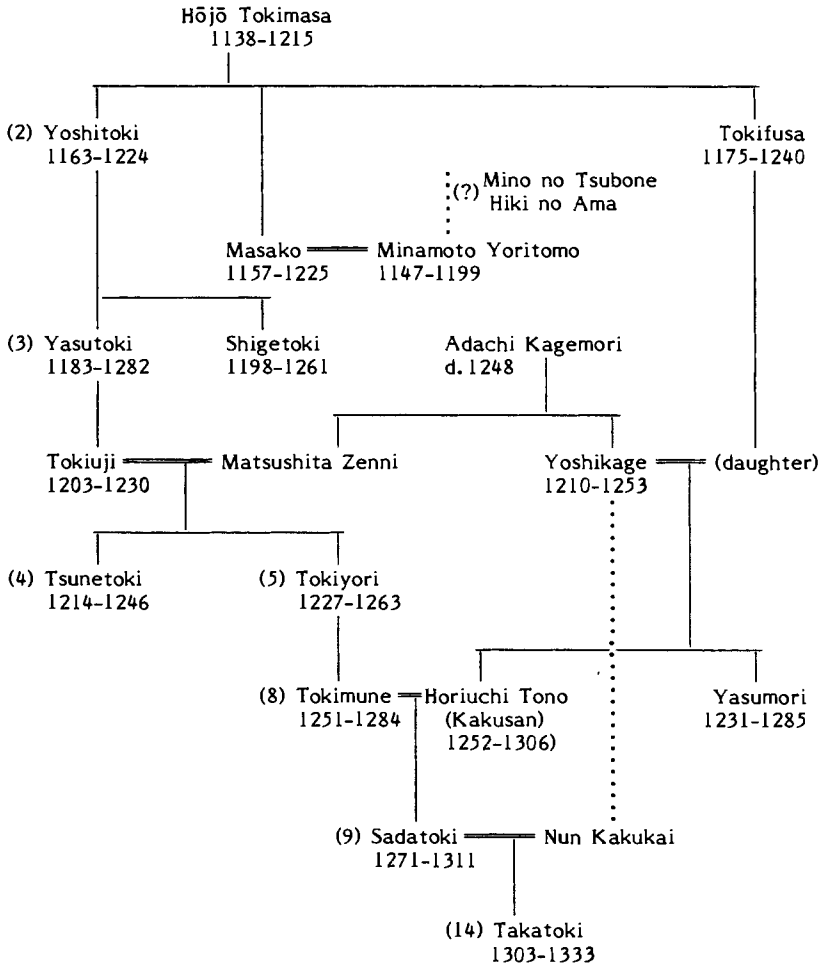 Hōjō Tokimasa
1138-1215
(2) Yoshitoki
1163-1224
Tokifusa
1175-1240
(?) Mino no Tsubone
Hiki no Ama
Masako
1157-1225
Minamoto Yoritomo
1147-1199
(3) Yasutoki
1183-1282
Shigetoki
1198-1261
Adachi Kagemori
d. 1248
Tokiuji
1203-1230
Matsushita Zenni
Yoshikage
1210-1253
(daughter)
(4) Tsunetoki
1214-1246
(5) Tokiyori
1227-1263
(8) Tokimune
1251-1284
Horiuchi Tono
(Kakusan)
1252-1306)
Yasumori
1231-1285
(9) Sadatoki
1271-1311
Nun Kakukai
(14) Takatoki
1303-1333